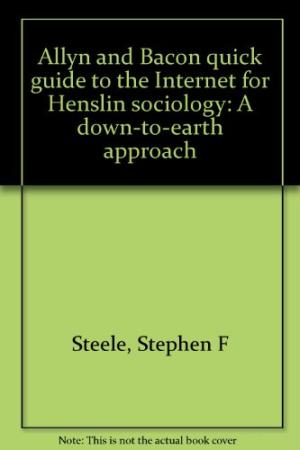 Allyn and Bacon quick
guide to the Internet for
Henslin sociology: A
down-to-earth
approach
Steele, Stephen F
Note: This is not the actual book cover